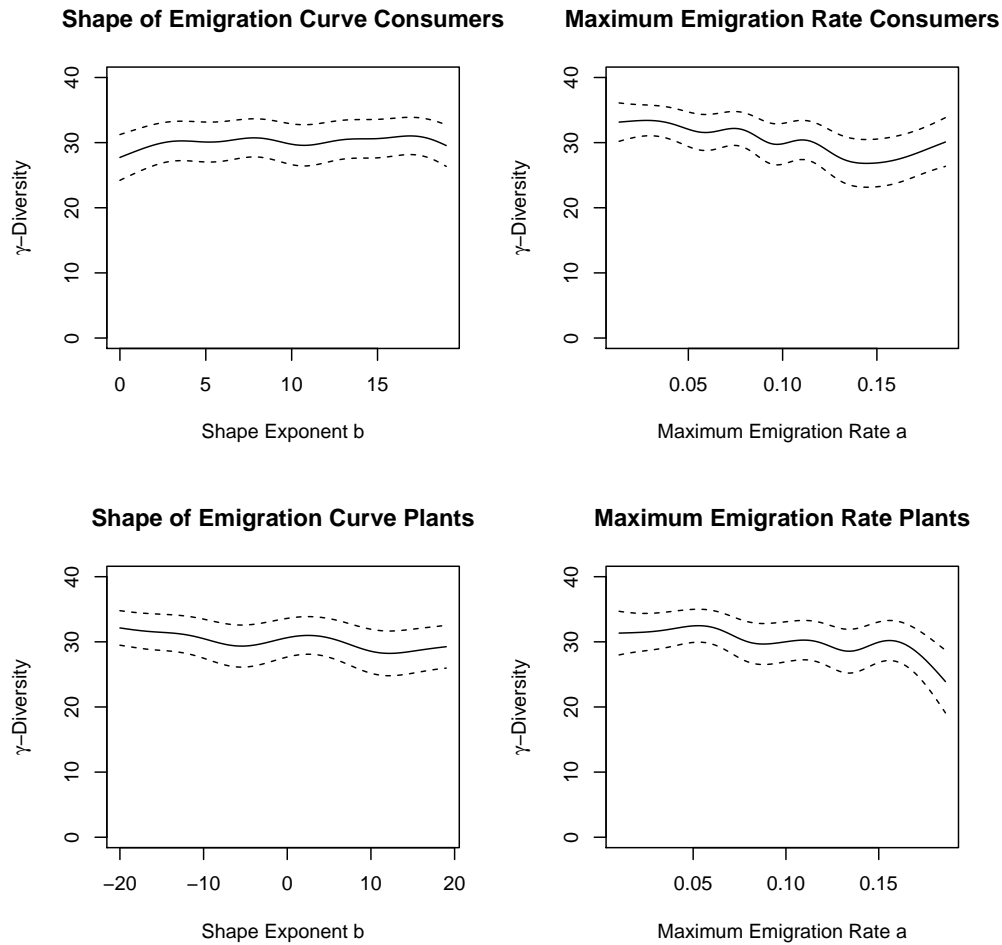 Shape of Emigration Curve Consumers
γ−Diversity
40
30
20
10
0
0 5 10 15
Shape Exponent b
Maximum Emigration Rate Consumers
γ−Diversity
40
30
20
10
0
0.05 0.10 0.15
Maximum Emigration Rate a
Shape of Emigration Curve Plants
γ−Diversity
40
30
20
10
0
−20 −10 0 10 20
Shape Exponent b
Maximum Emigration Rate Plants
γ−Diversity
40
30
20
10
0
0.05 0.10 0.15
Maximum Emigration Rate a